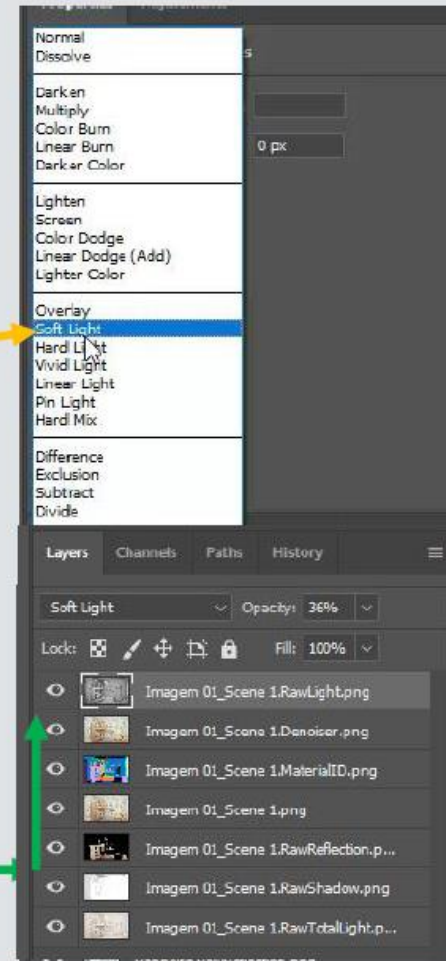 Normal
Dissolve
s
Darken
Multiply
Color Burn
Linear Burn
0 px
Darker Color
Lighten
Screen
Color Dodge
Linear Dodge (Add)
Lighter Color
Overlay
Soft Light
Hard Light
Vivid Light
Linear Light
Pin Light
Hard Mix
Difference
Exclusion
Subtract
Divide
Layers Channels Paths History
Soft Light Opacity: 36%
Lock: Fill: 100%
Imagem 01_Scene 1.RawLight.png
Imagem 01_Scene 1.Denoiser.png
Imagem 01_Scene 1.MaterialID.png
Imagem 01_Scene 1.png
Imagem 01_Scene 1.RawReflection.p...
Imagem 01_Scene 1.RawShadow.png
Imagem 01_Scene 1.RawTotalLight.p...